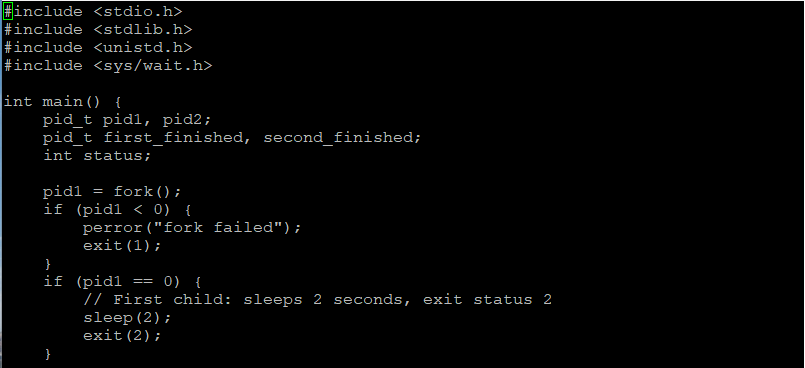 #include <stdio.h>
#include <stdlib.h>
#include <unistd.h>
#include <sys/wait.h>

int main() {
    pid_t pid1, pid2;
    pid_t first_finished, second_finished;
    int status;

    pid1 = fork();
    if (pid1 < 0) {
        perror("fork failed");
        exit(1);
    }
    if (pid1 == 0) {
        // First child: sleeps 2 seconds, exit status 2
        sleep(2);
        exit(2);
    }